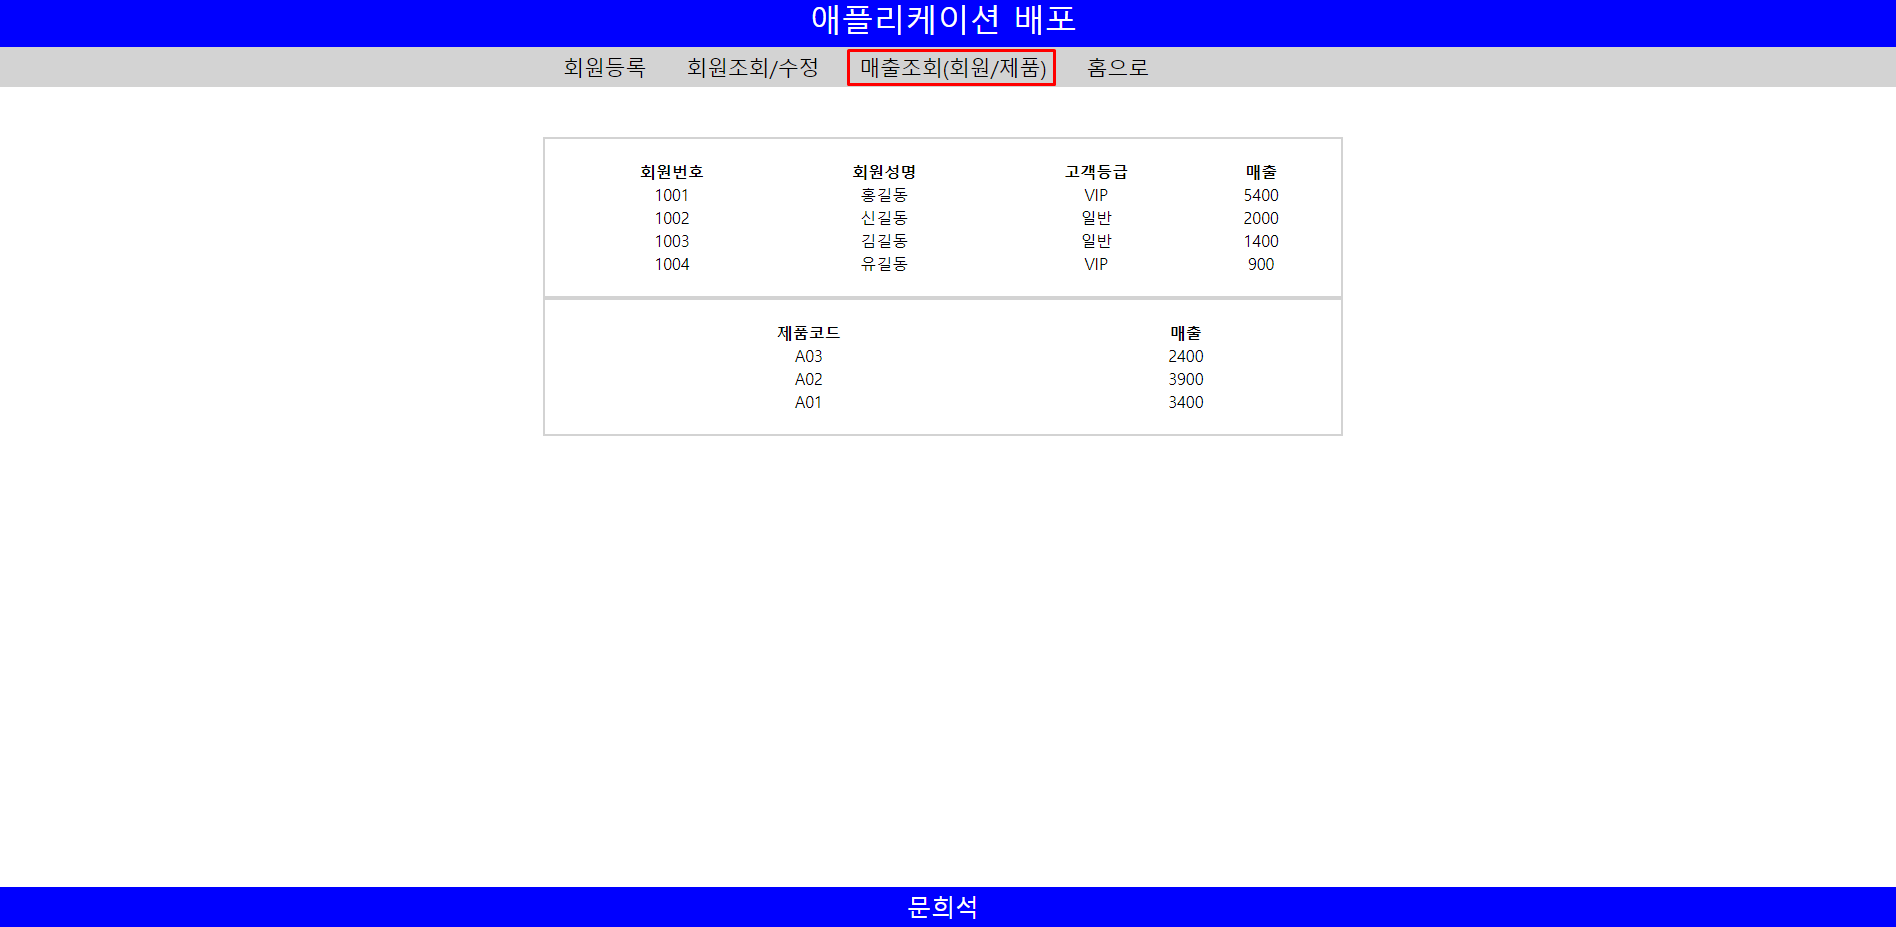 애플리케이션 배포
회원등록 회원조회/수정 매출조회(회원/제품) 홈으로
회원번호 회원성명 고객등급 매출
1001 홍길동 VIP 5400
1002 신길동 일반 2000
1003 김길동 일반 1400
1004 유길동 VIP 900
제품코드 매출
A03 2400
A02 3900
A01 3400
문희석